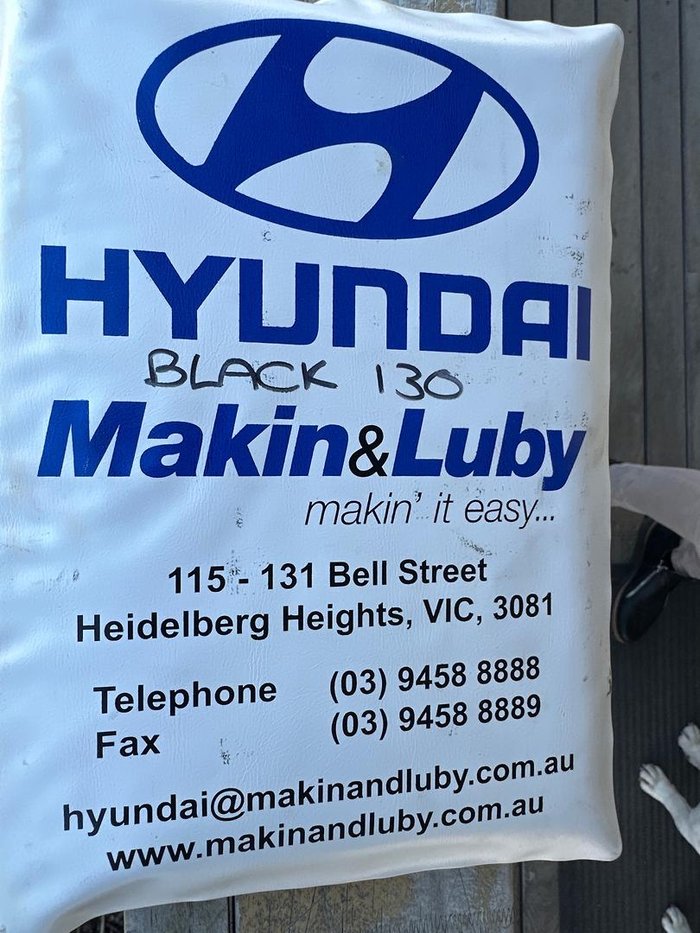 HYUNDAI
BLACK 130
Makin&Luby
makin' it easy...
115 - 131 Bell Street
Heidelberg Heights, VIC, 3081
Telephone (03) 9458 8888
Fax (03) 9458 8889
hyundai@makinandluby.com.au
www.makinandluby.com.au